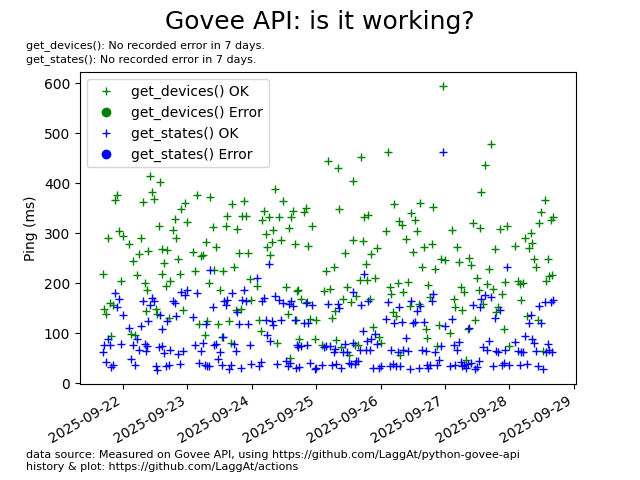 Govee API: is it working?
get_devices(): No recorded error in 7 days.
get_states(): No recorded error in 7 days.
get_devices() OK
get_devices() Error
get_states() OK
get_states() Error
Ping (ms)
600
500
400
300
200
100
0
2025-09-22
2025-09-23
2025-09-24
2025-09-25
2025-09-26
2025-09-27
2025-09-28
2025-09-29
data source: Measured on Govee API, using https://github.com/LaggAt/python-govee-api
history & plot: https://github.com/LaggAt/actions